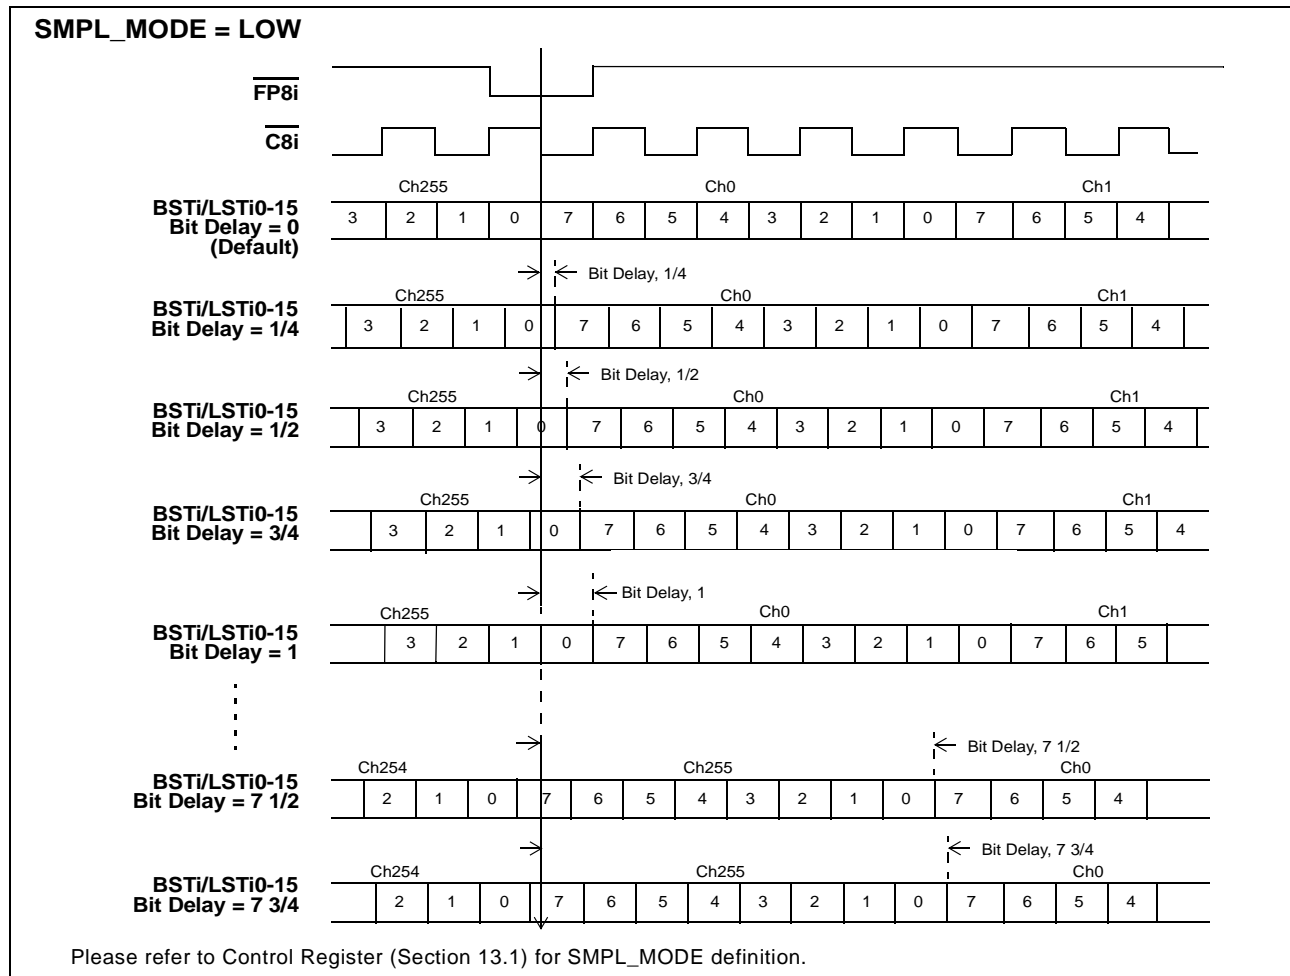 SMPL_MODE = LOW
FP8i
C8i
Ch255 Ch0 Ch1
BSTi/LSTi0-15
Bit Delay = 0
(Default)
3 2 1 0 7 6 5 4 3 2 1 0 7 6 5 4
Bit Delay, 1/4
Ch255 Ch0 Ch1
BSTi/LSTi0-15
Bit Delay = 1/4
3 2 1 0 7 6 5 4 3 2 1 0 7 6 5 4
Bit Delay, 1/2
Ch255 Ch0 Ch1
BSTi/LSTi0-15
Bit Delay = 1/2
3 2 1 0 7 6 5 4 3 2 1 0 7 6 5 4
Bit Delay, 3/4
Ch255 Ch0 Ch1
BSTi/LSTi0-15
Bit Delay = 3/4
3 2 1 0 7 6 5 4 3 2 1 0 7 6 5 4
Bit Delay, 1
Ch255 Ch0 Ch1
BSTi/LSTi0-15
Bit Delay = 1
3 2 1 0 7 6 5 4 3 2 1 0 7 6 5
Bit Delay, 7 1/2
Ch254 Ch255 Ch0
BSTi/LSTi0-15
Bit Delay = 7 1/2
2 1 0 7 6 5 4 3 2 1 0 7 6 5 4
Bit Delay, 7 3/4
Ch254 Ch255 Ch0
BSTi/LSTi0-15
Bit Delay = 7 3/4
2 1 0 7 6 5 4 3 2 1 0 7 6 5 4
Please refer to Control Register (Section 13.1) for SMPL_MODE definition.